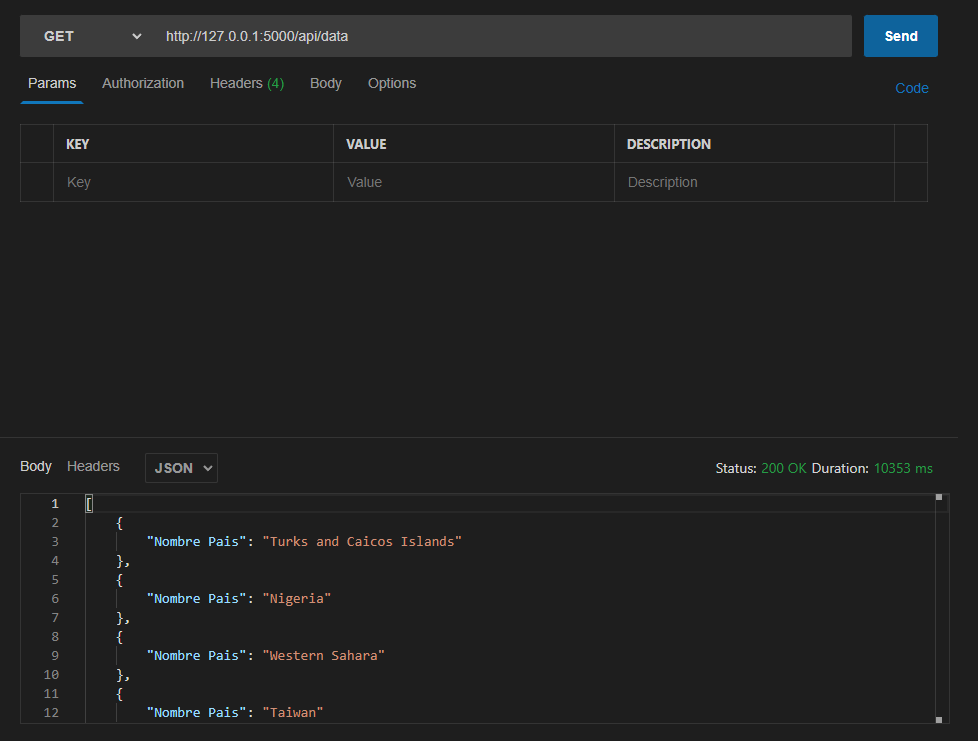 GET http://127.0.0.1:5000/api/data Send
Params Authorization Headers (4) Body Options Code
KEY VALUE DESCRIPTION
Key Value Description
Body Headers JSON Status: 200 OK Duration: 10353 ms
1 [
2 {
3 "Nombre Pais": "Turks and Caicos Islands"
4 },
5 {
6 "Nombre Pais": "Nigeria"
7 },
8 {
9 "Nombre Pais": "Western Sahara"
10 },
11 {
12 "Nombre Pais": "Taiwan"